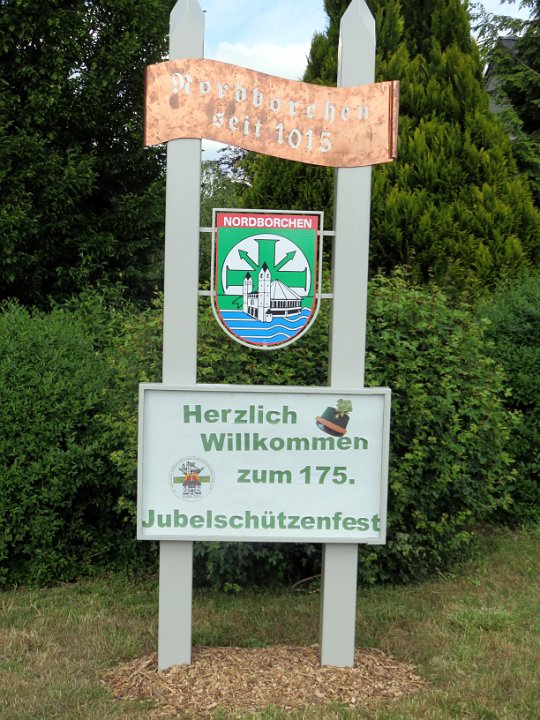 Nordborchen
seit 1015
NORDBORCHEN
Herzlich
Willkommen
zum 175.
Jubelschützenfest